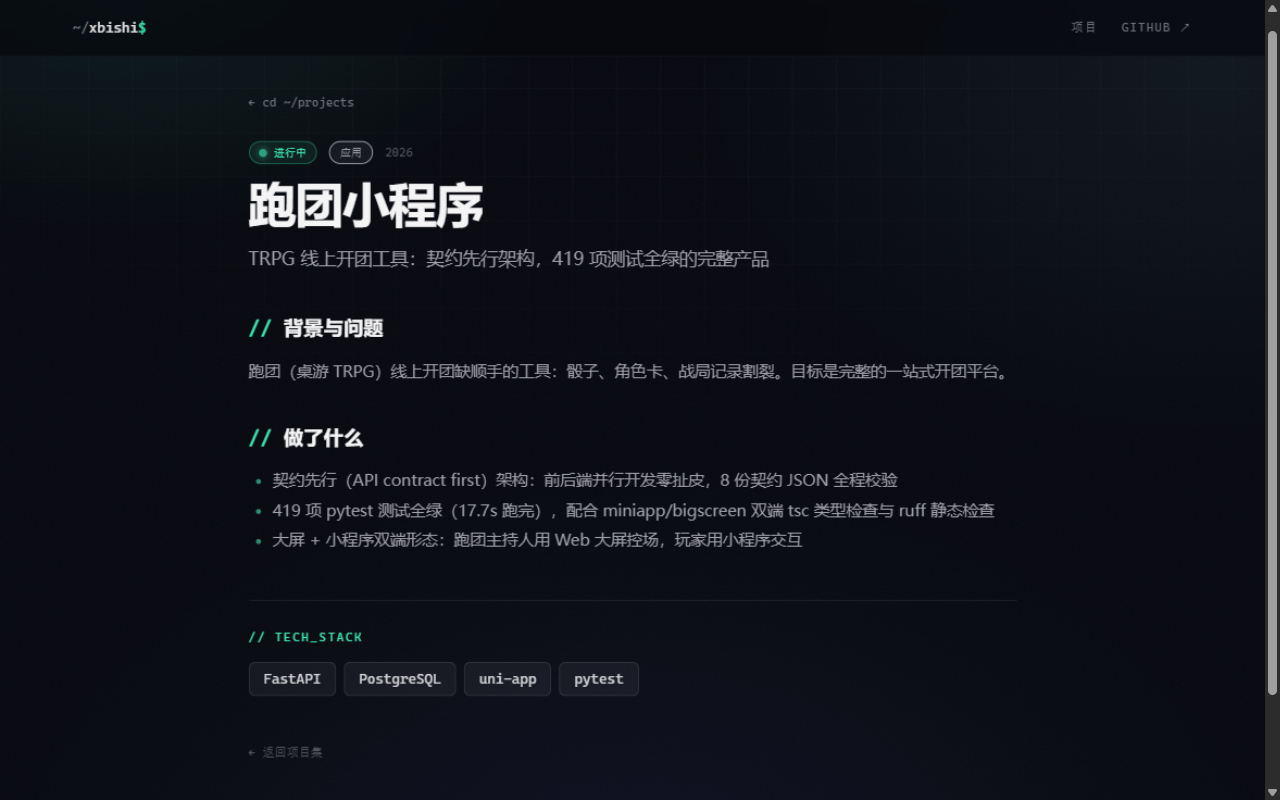 ~/xbishi$
项目 GITHUB ↗
← cd ~/projects
进行中 应用 2026
跑团小程序
TRPG 线上开团工具：契约先行架构，419 项测试全绿的完整产品
// 背景与问题
跑团（桌游 TRPG）线上开团缺顺手的工具：骰子、角色卡、战局记录割裂。目标是完整的一站式开团平台。
// 做了什么
• 契约先行（API contract first）架构：前后端并行开发零扯皮，8 份契约 JSON 全程校验
• 419 项 pytest 测试全绿（17.7s 跑完），配合 miniapp/bigscreen 双端 tsc 类型检查与 ruff 静态检查
• 大屏 + 小程序双端形态：跑团主持人用 Web 大屏控场，玩家用小程序交互
// TECH_STACK
FastAPI PostgreSQL uni-app pytest
← 返回项目集